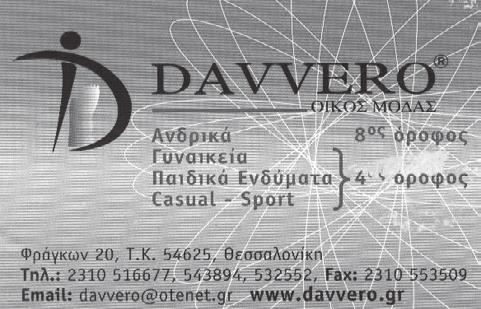 DAVVERO®
ΟΙΚΟΣ ΜΟΔΑΣ
Ανδρικά 8ος όροφος
Γυναικεία
Παιδικά Ενδύματα 4ος όροφος
Casual - Sport
Φράγκων 20, Τ.Κ. 54625, Θεσσαλονίκη
Τηλ.: 2310 516677, 543894, 532552, Fax: 2310 553509
Email: davvero@otenet.gr www.davvero.gr